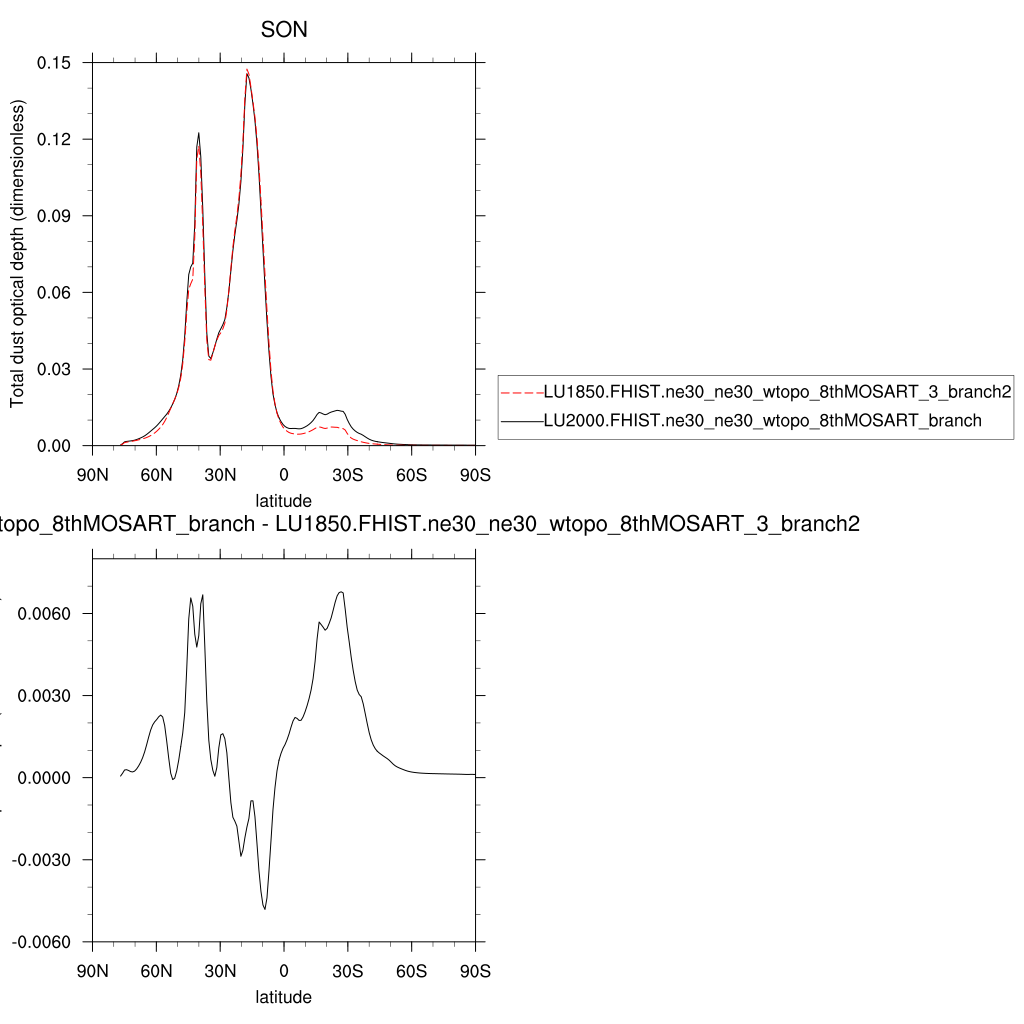 SON
Total dust optical depth (dimensionless)
0.15
0.12
0.09
0.06
0.03
0.00
90N 60N 30N 0 30S 60S 90S
latitude
LU1850.FHIST.ne30_ne30_wtopo_8thMOSART_3_branch2
LU2000.FHIST.ne30_ne30_wtopo_8thMOSART_branch
topo_8thMOSART_branch - LU1850.FHIST.ne30_ne30_wtopo_8thMOSART_3_branch2
0.0060
0.0030
0.0000
-0.0030
-0.0060
90N 60N 30N 0 30S 60S 90S
latitude